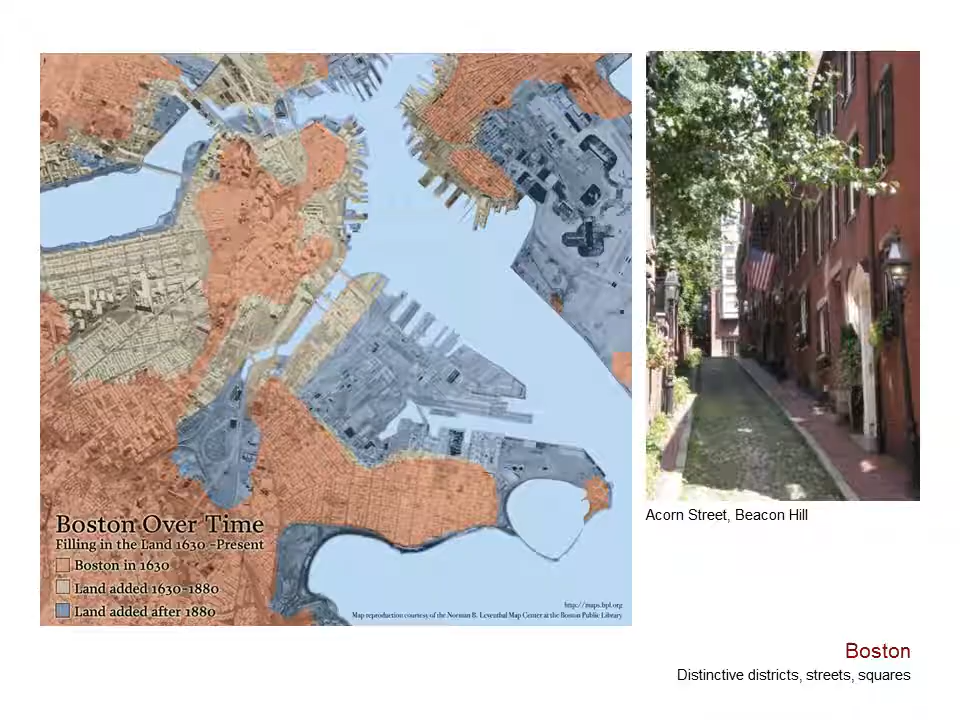 Boston Over Time
Filling in the Land 1630 -Present
Boston in 1630
Land added 1630-1880
Land added after 1880
http://maps.bpl.org
Map reproduction courtesy of the Norman B. Leventhal Map Center at the Boston Public Library
Acorn Street, Beacon Hill
Boston
Distinctive districts, streets, squares